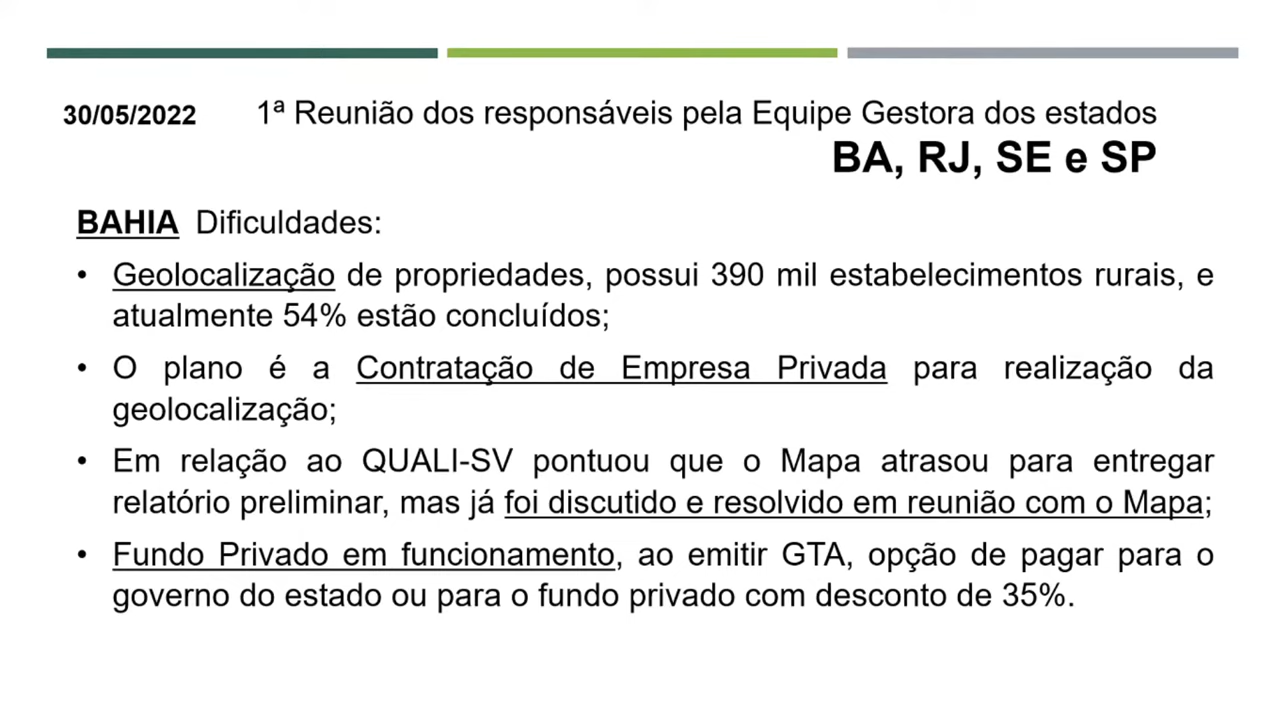 30/05/2022 1ª Reunião dos responsáveis pela Equipe Gestora dos estados
BA, RJ, SE e SP
BAHIA Dificuldades:
• Geolocalização de propriedades, possui 390 mil estabelecimentos rurais, e
atualmente 54% estão concluídos;
• O plano é a Contratação de Empresa Privada para realização da
geolocalização;
• Em relação ao QUALI-SV pontuou que o Mapa atrasou para entregar
relatório preliminar, mas já foi discutido e resolvido em reunião com o Mapa;
• Fundo Privado em funcionamento, ao emitir GTA, opção de pagar para o
governo do estado ou para o fundo privado com desconto de 35%.